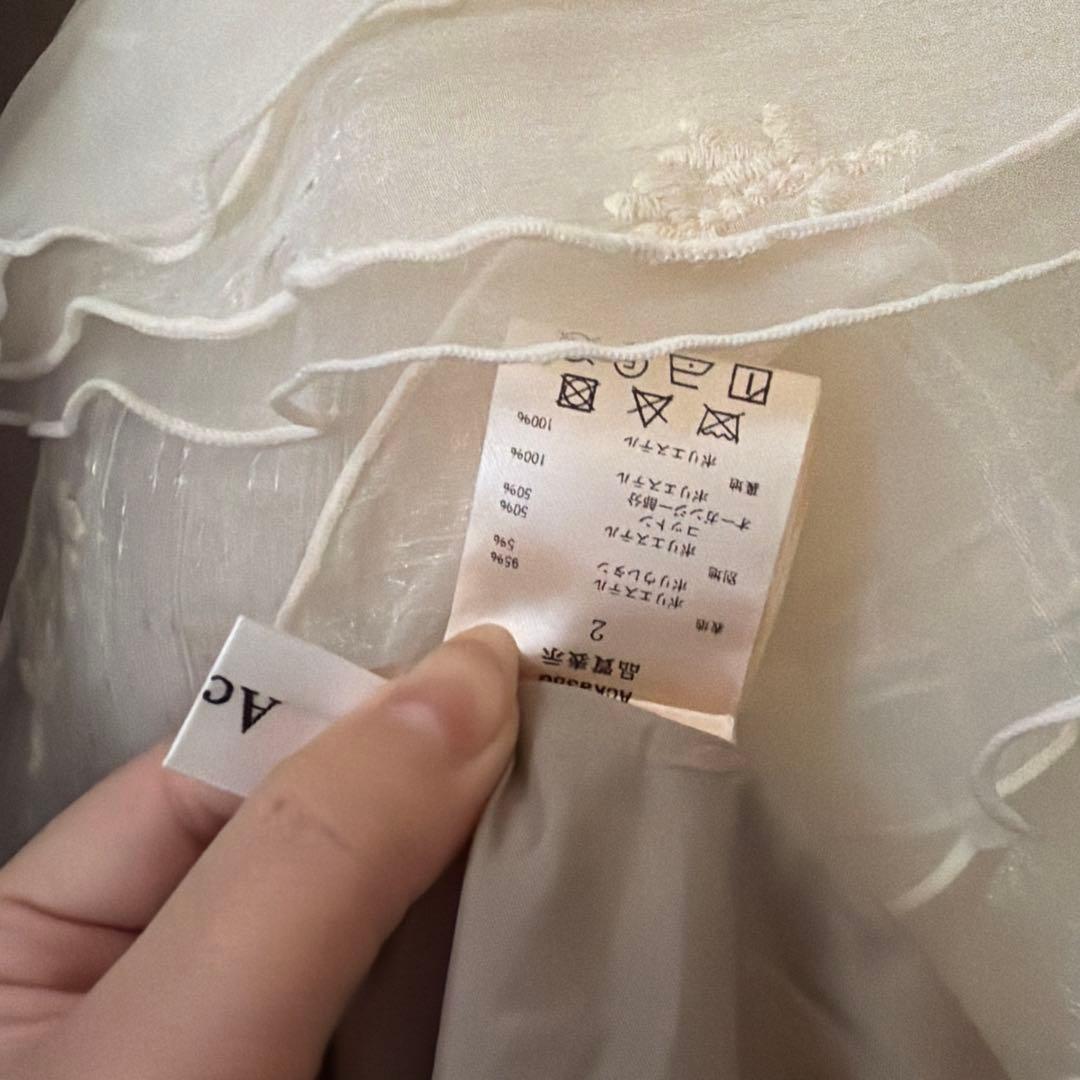 品質表示
2
表地 ポリエステル 95%
ポリウレタン 5%
別地 ポリエステル 50%
コットン 50%
オーガンジー部分
ポリエステル 100%
裏地 ポリエステル 100%
Ac